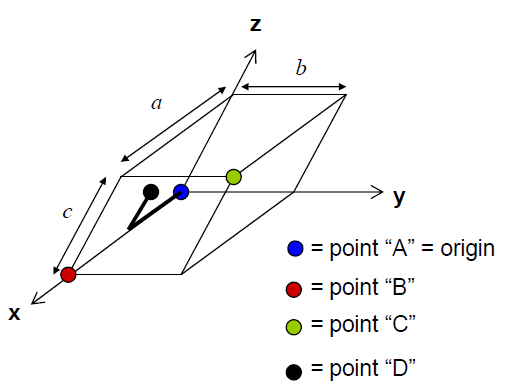 z
b
a
c
y
= point “A” = origin
= point “B”
x
= point “C”
= point “D”